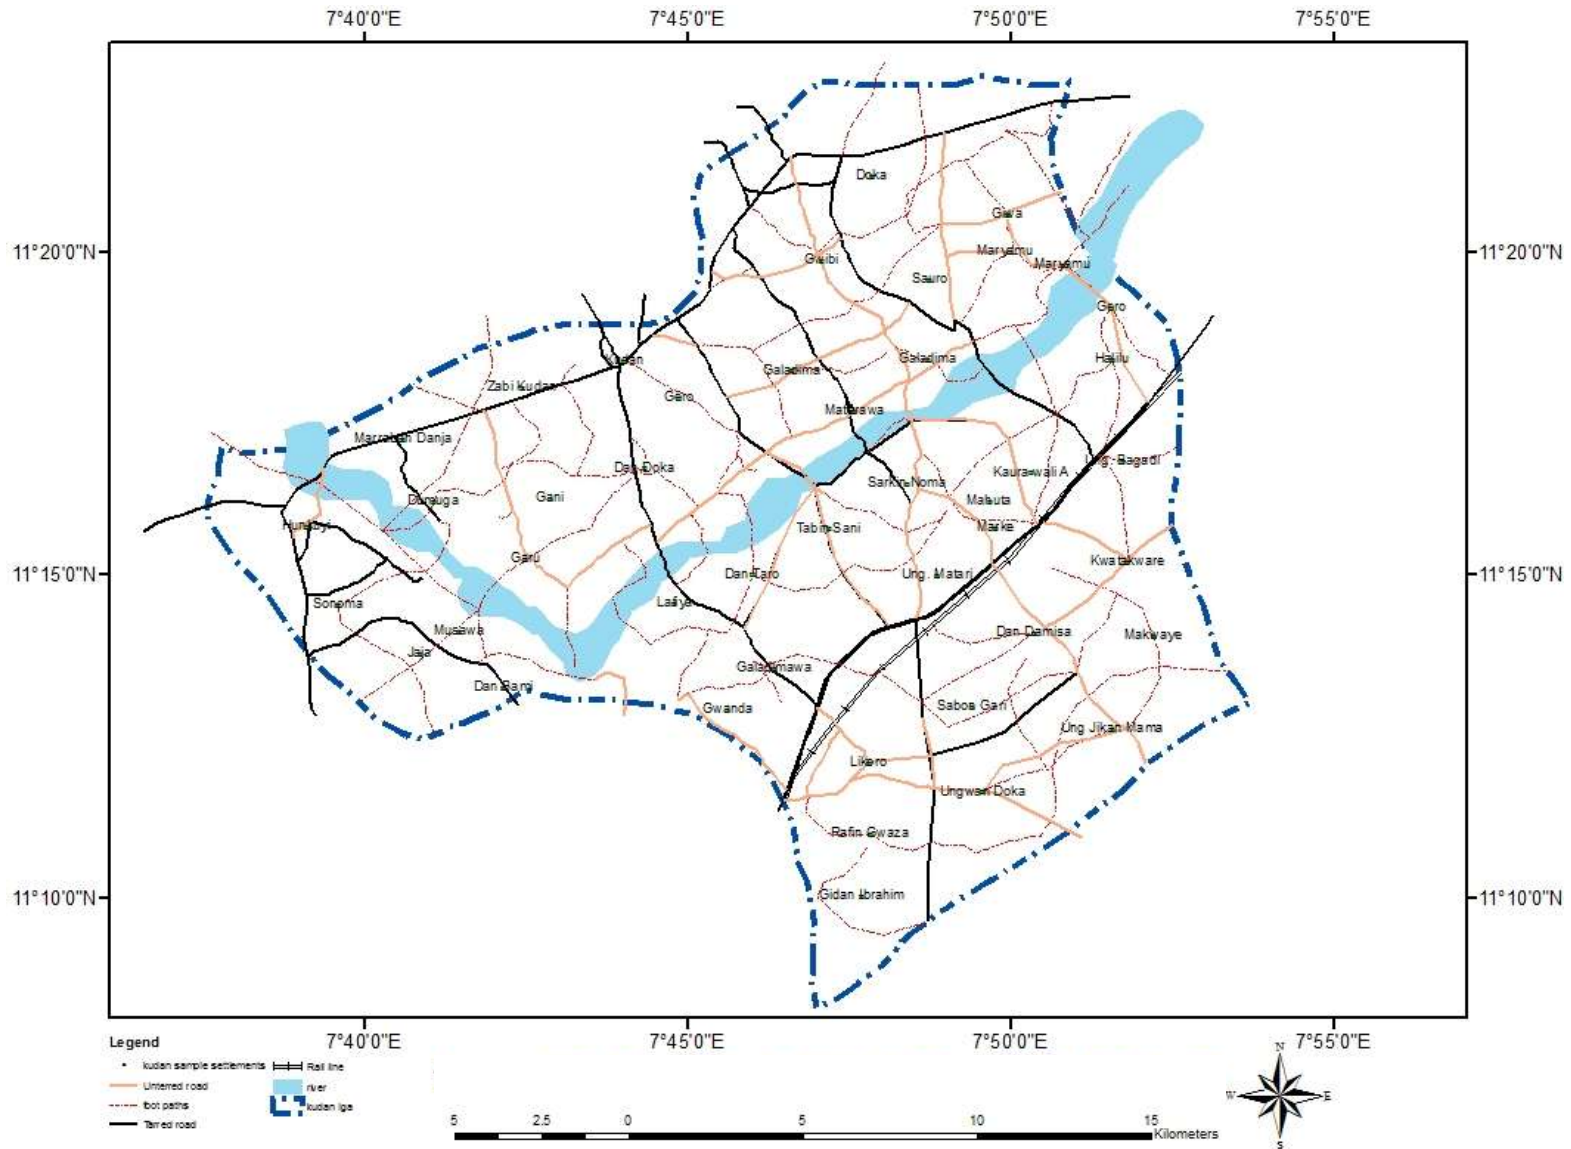 7°40'0"E 7°45'0"E 7°50'0"E 7°55'0"E
Doka
Giwa
11°20'0"N Gwibi Maryamu 11°20'0"N
Maryamu
Sauro
Gero
Kudan Galadima Halilu
Galadima
Zabi Kudan
Gero
Matarawa
Marraban Danja
Dan Doka Ung. Bagadi
Kaura wali A
Sarkin Noma
Gani Mahuta
Hunkuyi Tabin Sani Marke
Garu Kwatakware
11°15'0"N Dan Taro Ung. Matari 11°15'0"N
Sonoma Lafiya
Musawa Dan Damisa Makwaye
Jaja
Galadimawa
Dan Bami
Gwanda Saboa Gari
Ung Jikan Mama
Likoro
Ungwan Doka
Rafin Gwaza
11°10'0"N Gidan Ibrahim 11°10'0"N
7°40'0"E 7°45'0"E 7°50'0"E 7°55'0"E
Legend
kudan sample settlements Rail line
Unterred road river
foot paths kudan lga
Tarred road
N
W E
S
5 2.5 0 5 10 15
Kilometers